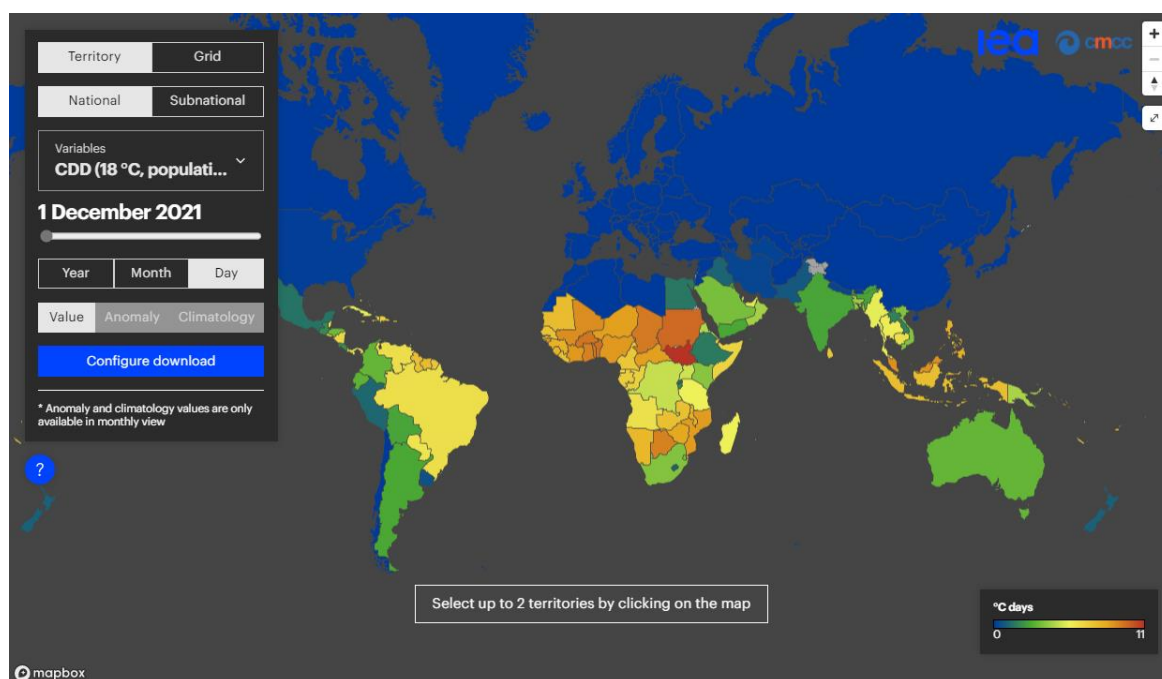 Territory Grid
National Subnational
Variables
CDD (18 °C, populati...
1 December 2021
Year Month Day
Value Anomaly Climatology
Configure download
* Anomaly and climatology values are only
available in monthly view
?
iea cmcc
+
−
Select up to 2 territories by clicking on the map
°C days
0 11
mapbox